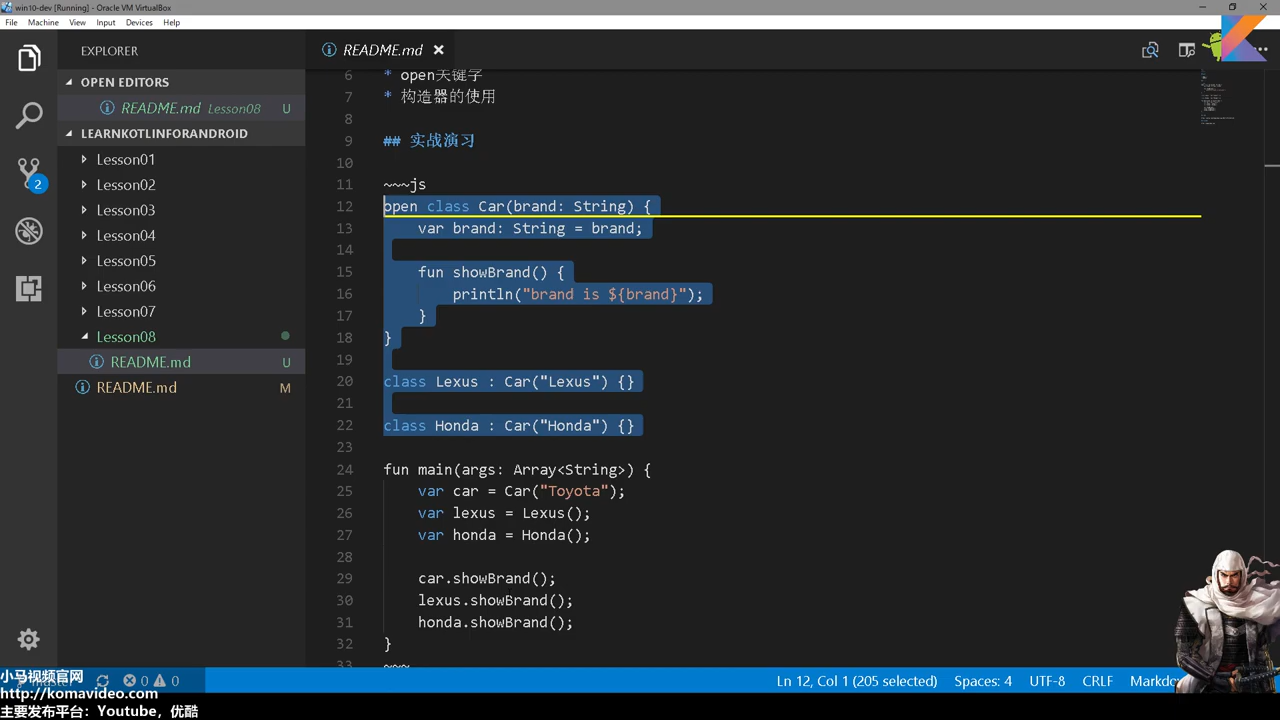 win10-dev [Running] - Oracle VM VirtualBox
File Machine View Input Devices Help
EXPLORER
OPEN EDITORS
README.md Lesson08 U
LEARNKOTLINFORANDROID
Lesson01
Lesson02
Lesson03
Lesson04
Lesson05
Lesson06
Lesson07
Lesson08
README.md U
README.md M
2
README.md
6 * open关键字
7 * 构造器的使用
8
9 ## 实战演习
10
11 ~~~js
12 open class Car(brand: String) {
13 var brand: String = brand;
14
15 fun showBrand() {
16 println("brand is ${brand}");
17 }
18 }
19
20 class Lexus : Car("Lexus") {}
21
22 class Honda : Car("Honda") {}
23
24 fun main(args: Array<String>) {
25 var car = Car("Toyota");
26 var lexus = Lexus();
27 var honda = Honda();
28
29 car.showBrand();
30 lexus.showBrand();
31 honda.showBrand();
32 }
33 ~~~
0 0
Ln 12, Col 1 (205 selected) Spaces: 4 UTF-8 CRLF
小马视频官网
http://komavideo.com
主要发布平台：Youtube，优酷